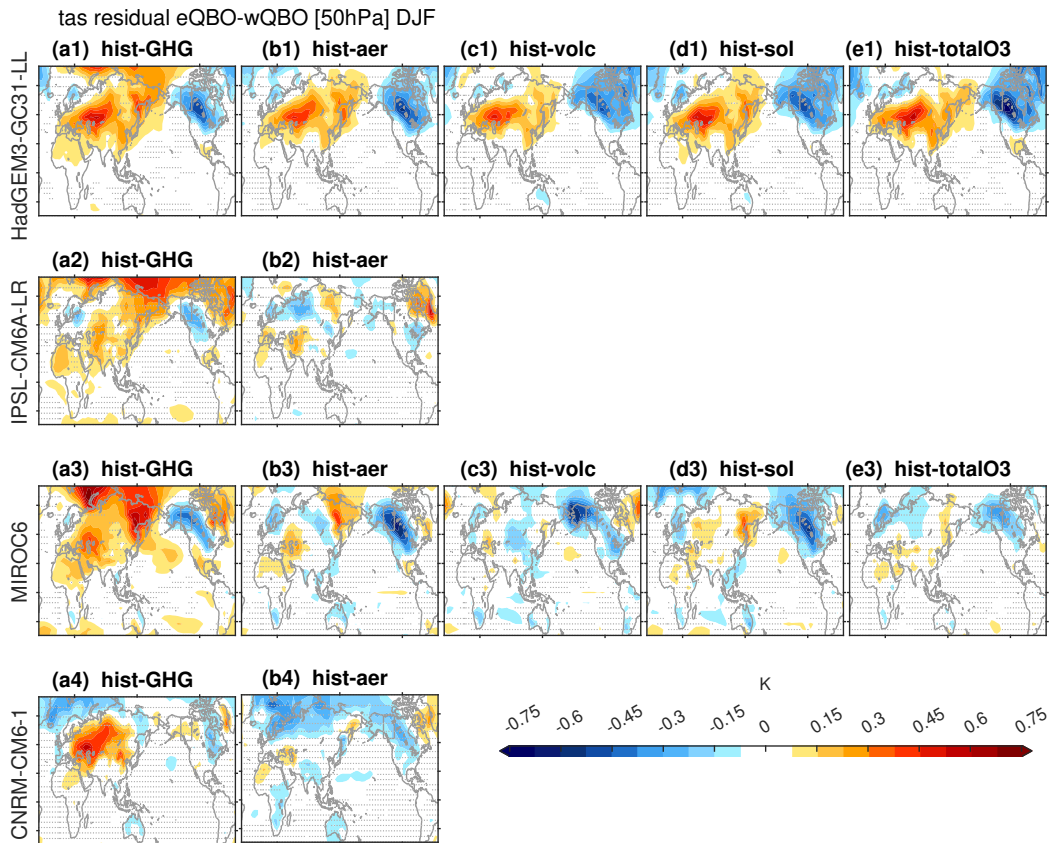 tas residual eQBO-wQBO [50hPa] DJF
(a1) hist-GHG (b1) hist-aer (c1) hist-volc (d1) hist-sol (e1) hist-totalO3
HadGEM3-GC31-LL
(a2) hist-GHG (b2) hist-aer
IPSL-CM6A-LR
(a3) hist-GHG (b3) hist-aer (c3) hist-volc (d3) hist-sol (e3) hist-totalO3
MIROC6
(a4) hist-GHG (b4) hist-aer
CNRM-CM6-1
K
-0.75 -0.6 -0.45 -0.3 -0.15 0 0.15 0.3 0.45 0.6 0.75